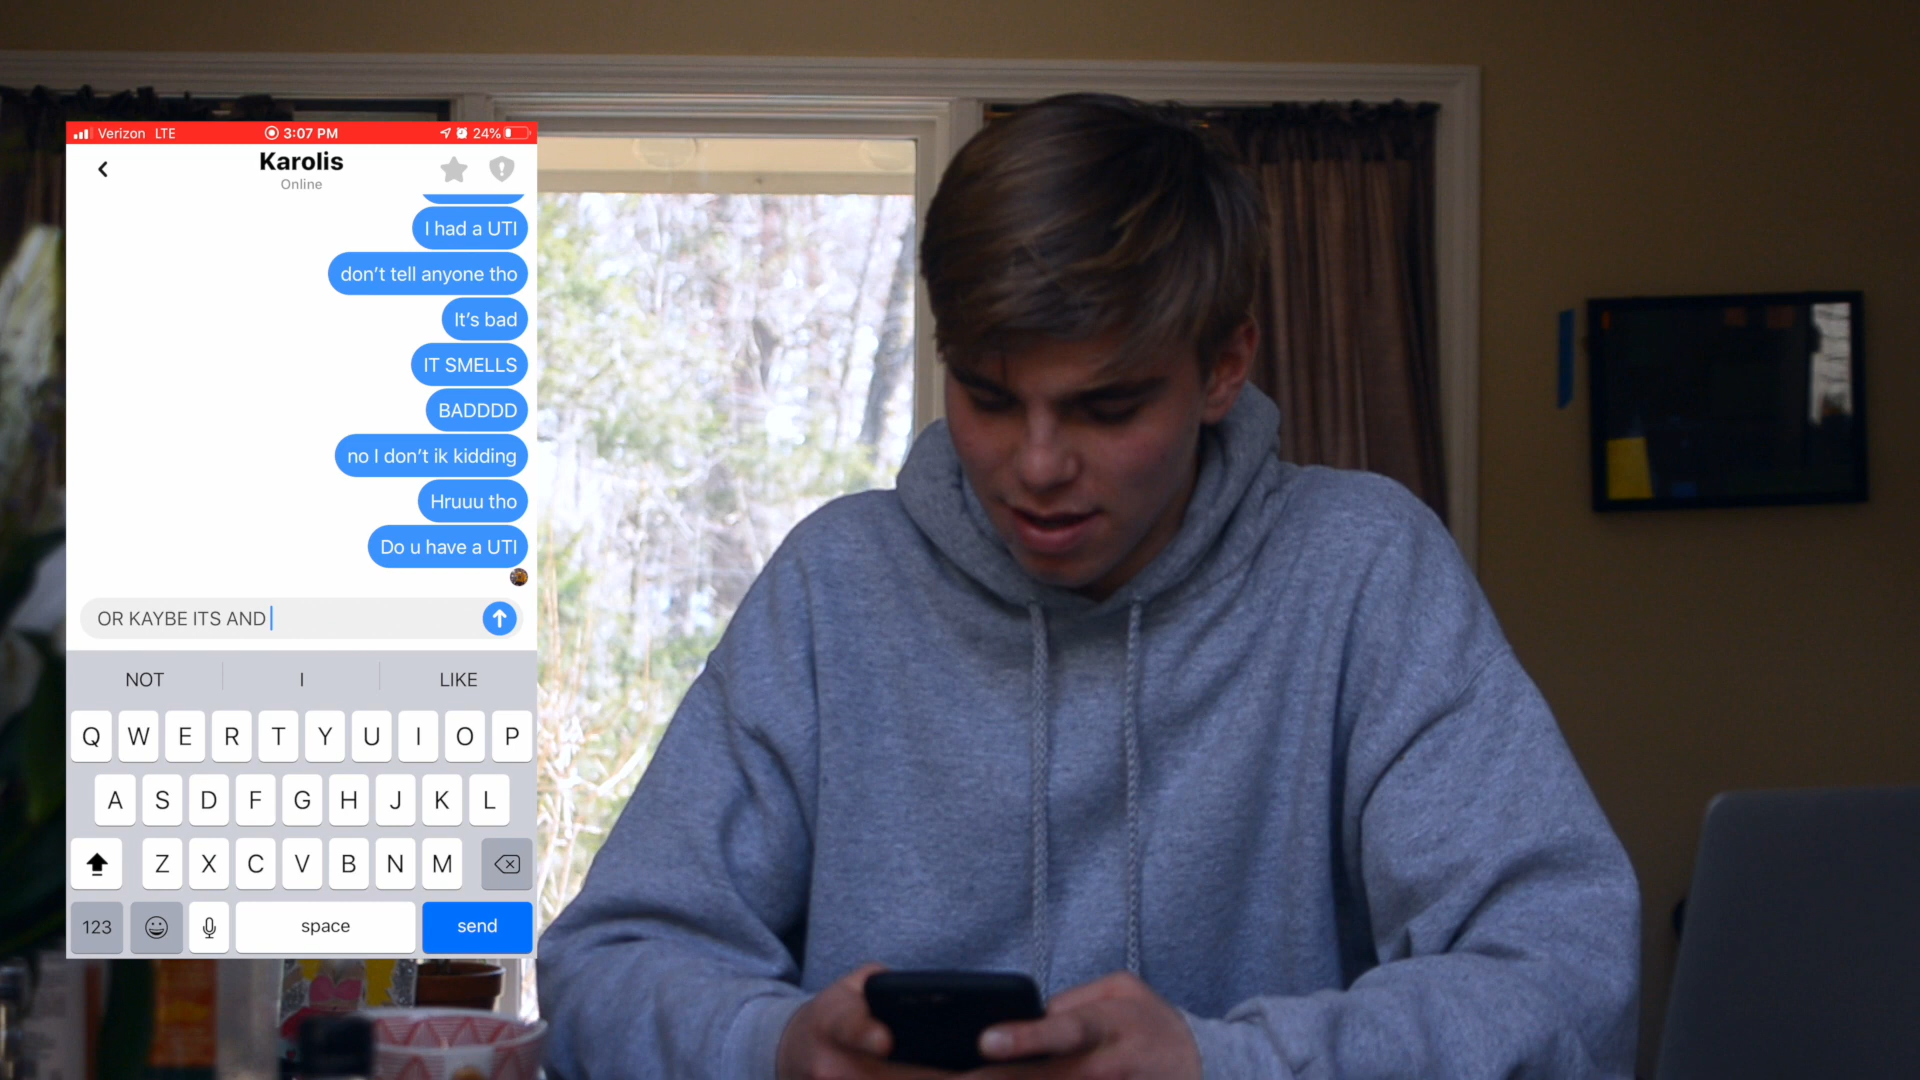 Verizon LTE 3:07 PM 24%
Karolis
Online
I had a UTI
don't tell anyone tho
It's bad
IT SMELLS
BADDDD
no I don't ik kidding
Hruuu tho
Do u have a UTI
OR KAYBE ITS AND
NOT I LIKE
Q W E R T Y U I O P
A S D F G H J K L
Z X C V B N M
123 space send